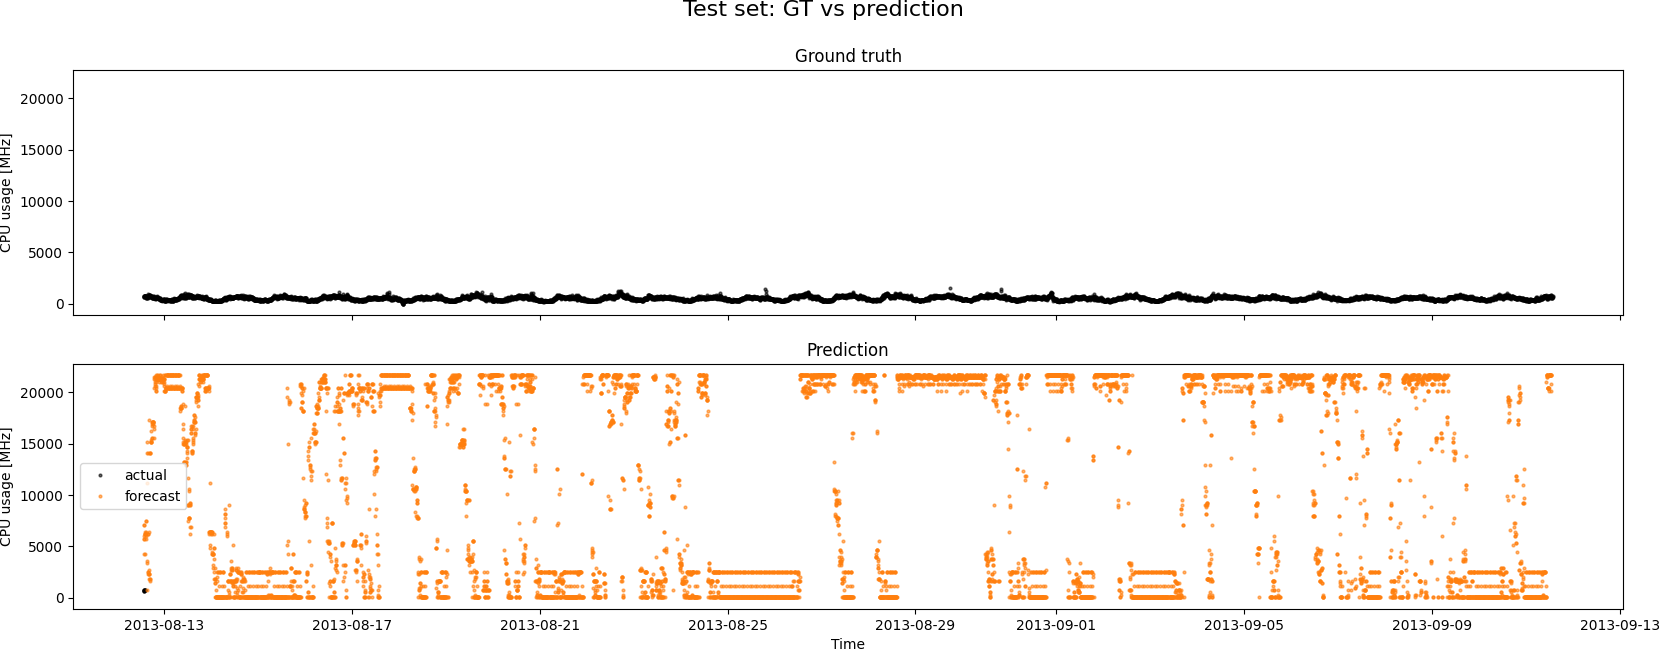 Test set: GT vs prediction
Ground truth
CPU usage [MHz]
20000
15000
10000
5000
0
Prediction
CPU usage [MHz]
20000
15000
10000
5000
0
actual
forecast
2013-08-13
2013-08-17
2013-08-21
2013-08-25
2013-08-29
2013-09-01
2013-09-05
2013-09-09
2013-09-13
Time